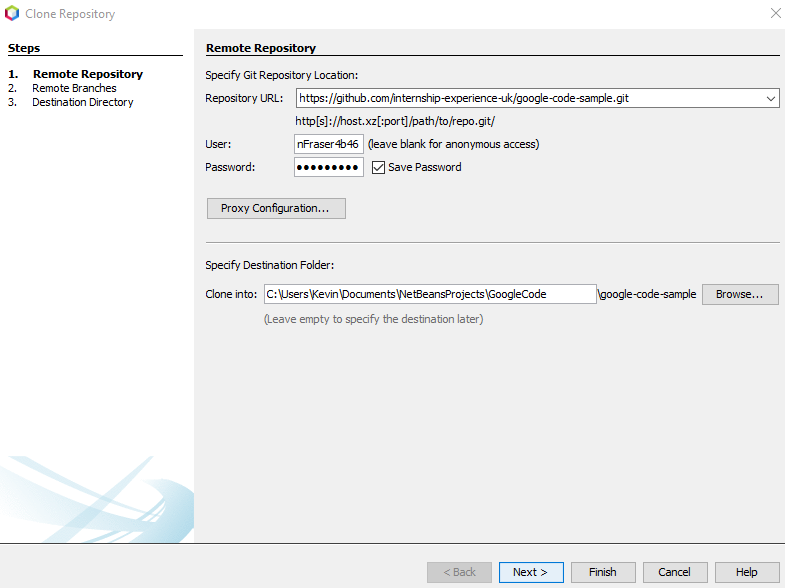 Clone Repository
Steps
1. Remote Repository
2. Remote Branches
3. Destination Directory
Remote Repository
Specify Git Repository Location:
Repository URL: https://github.com/internship-experience-uk/google-code-sample.git
http[s]://host.xz[:port]/path/to/repo.git/
User: nFraser4b46 (leave blank for anonymous access)
Password: ●●●●●●●●● Save Password
Proxy Configuration...
Specify Destination Folder:
Clone into: C:\Users\Kevin\Documents\NetBeansProjects\GoogleCode \google-code-sample Browse...
(Leave empty to specify the destination later)
< Back Next > Finish Cancel Help